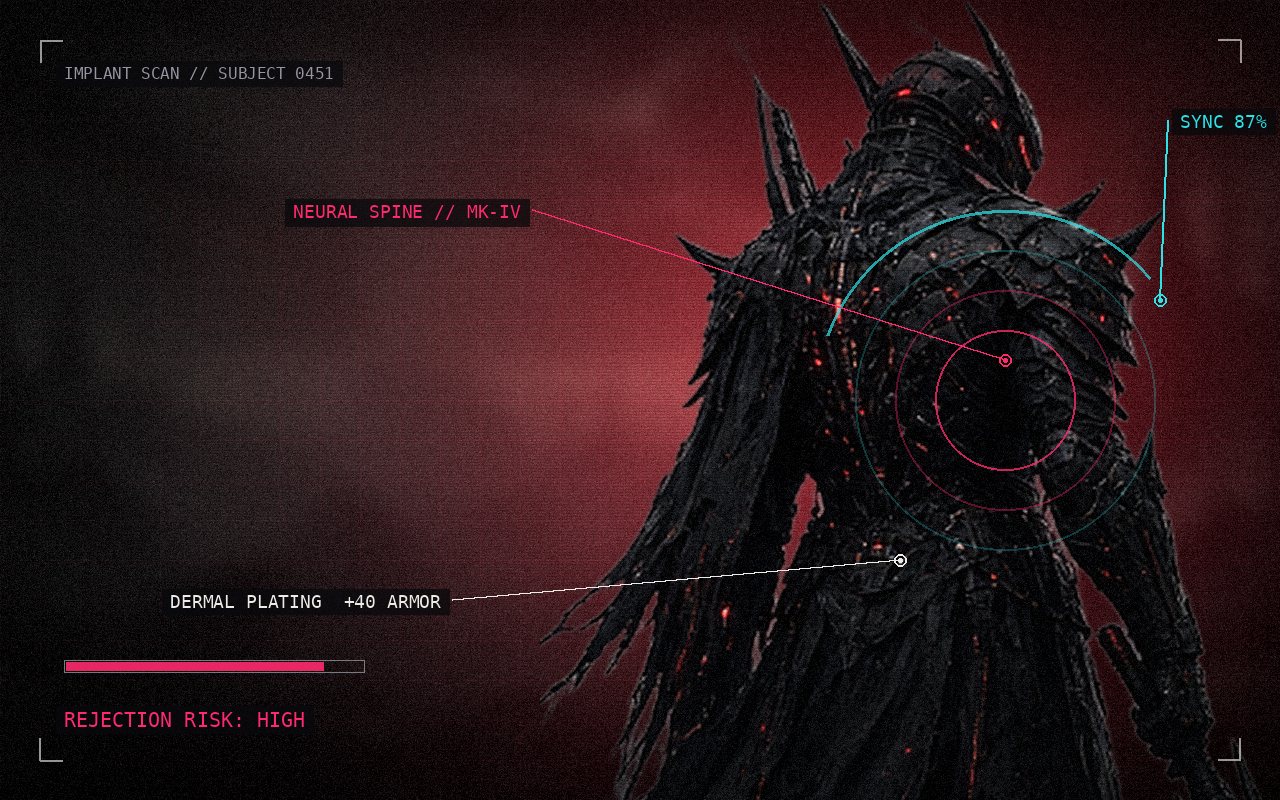 IMPLANT SCAN // SUBJECT 0451
SYNC 87%
NEURAL SPINE // MK-IV
DERMAL PLATING  +40 ARMOR
REJECTION RISK: HIGH